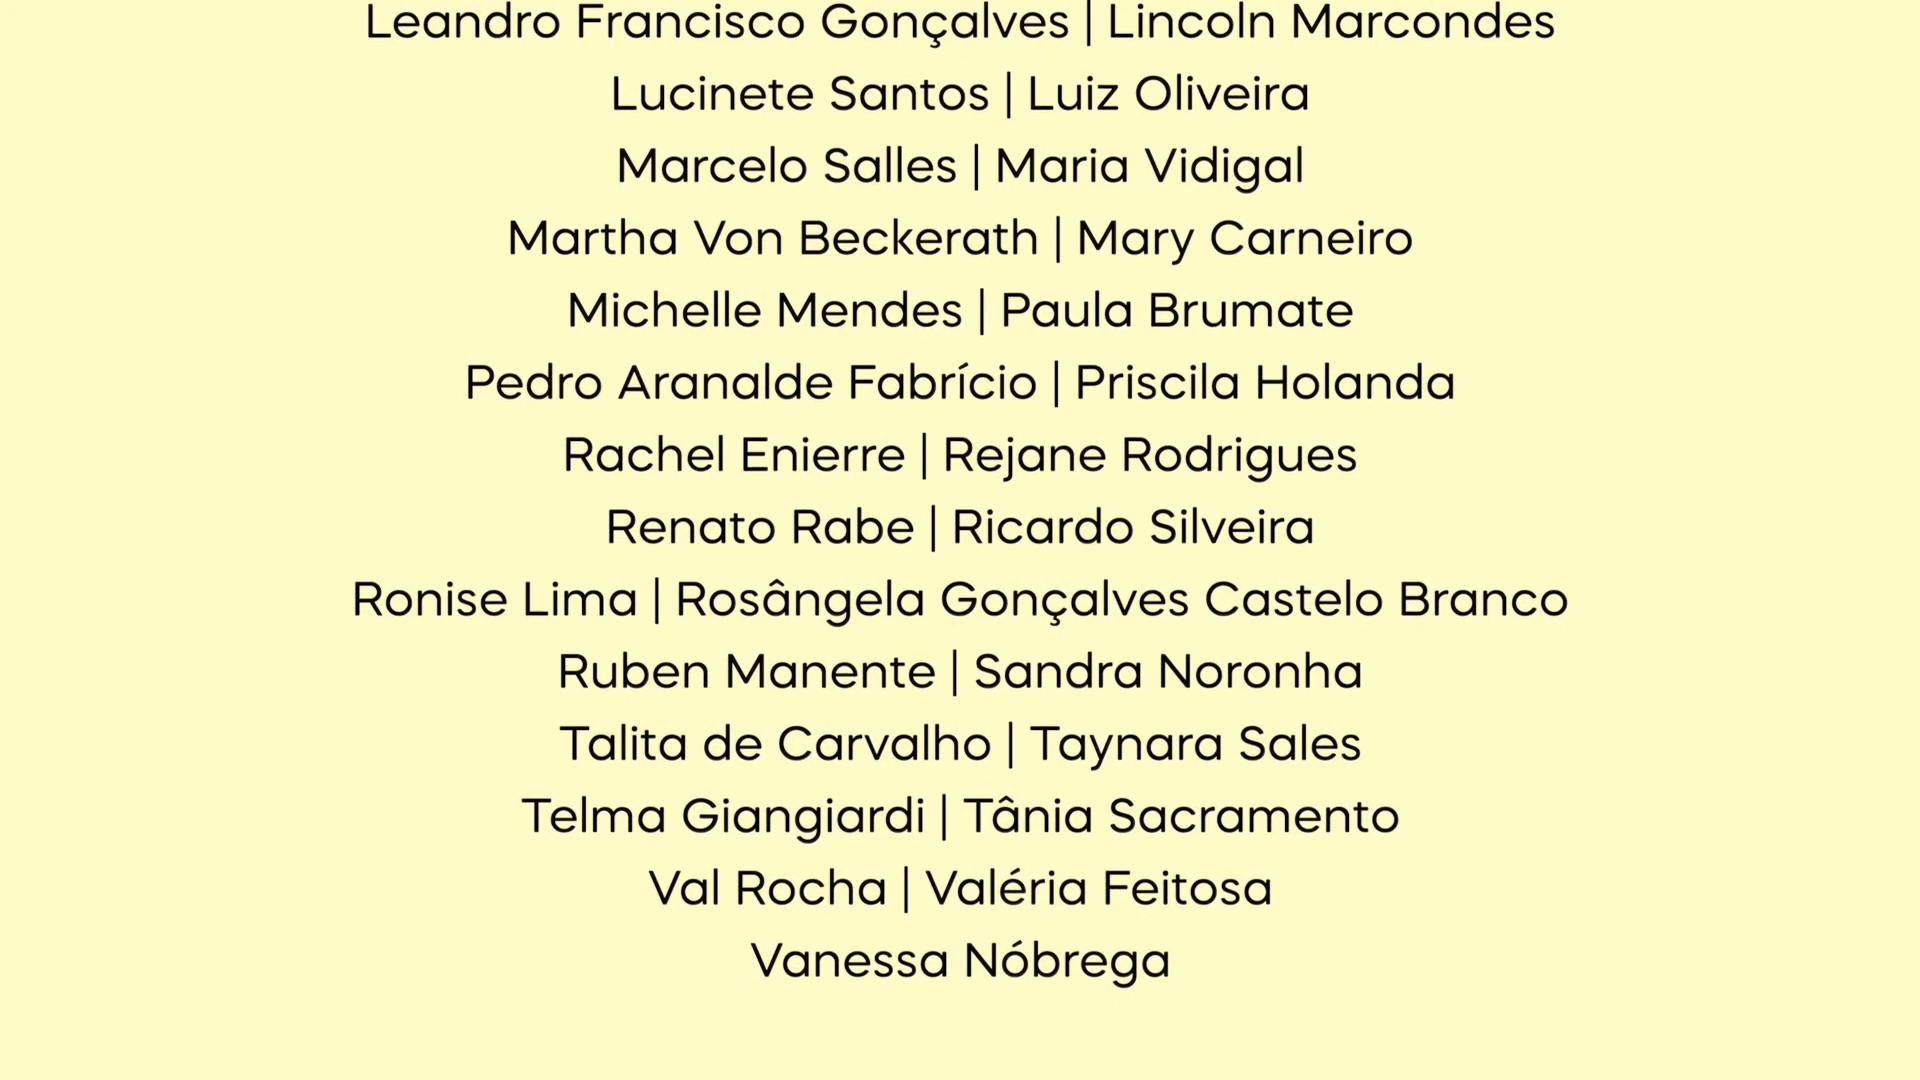 Leandro Francisco Gonçalves | Lincoln Marcondes
Lucinete Santos | Luiz Oliveira
Marcelo Salles | Maria Vidigal
Martha Von Beckerath | Mary Carneiro
Michelle Mendes | Paula Brumate
Pedro Aranalde Fabrício | Priscila Holanda
Rachel Enierre | Rejane Rodrigues
Renato Rabe | Ricardo Silveira
Ronise Lima | Rosângela Gonçalves Castelo Branco
Ruben Manente | Sandra Noronha
Talita de Carvalho | Taynara Sales
Telma Giangiardi | Tânia Sacramento
Val Rocha | Valéria Feitosa
Vanessa Nóbrega